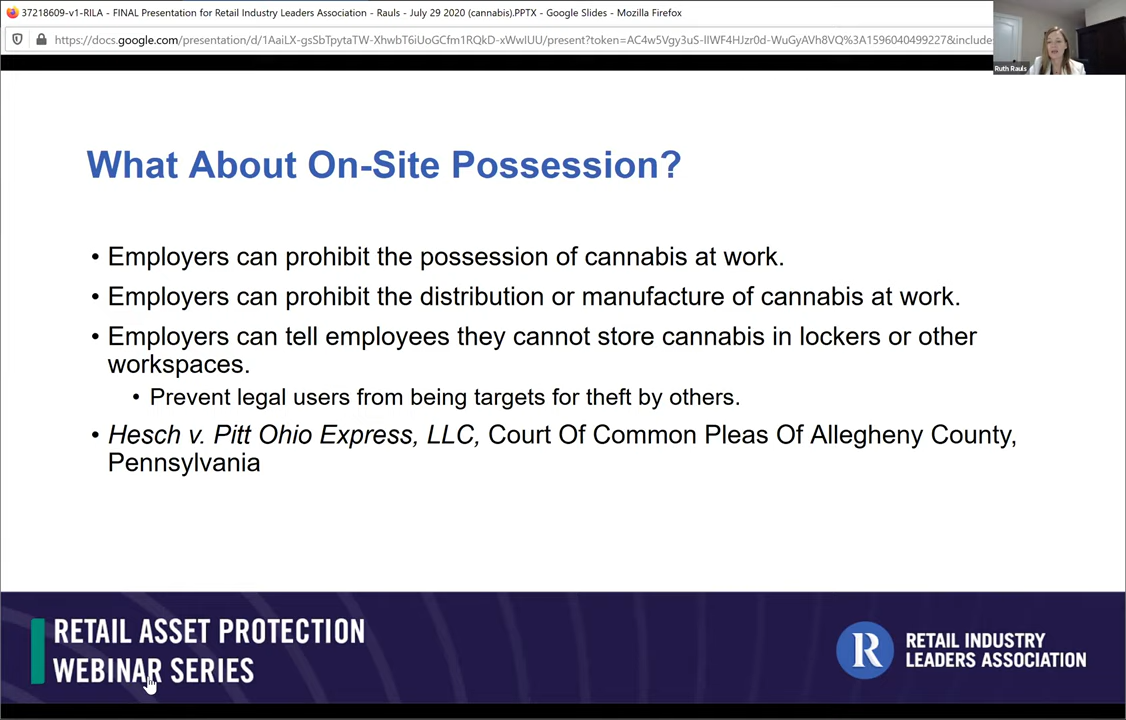 37218609-v1-RILA - FINAL Presentation for Retail Industry Leaders Association - Rauls - July 29 2020 (cannabis).PPTX - Google Slides - Mozilla Firefox
https://docs.google.com/presentation/d/1AaiLX-gsSbTpytaTW-XhwbT6iUoGCfm1RQkD-xWwIUU/present?token=AC4w5Vgy3uS-lIWF4HJzr0d-WuGyAVh8VQ%3A1596040499227&include
Ruth Rauls
What About On-Site Possession?
• Employers can prohibit the possession of cannabis at work.
• Employers can prohibit the distribution or manufacture of cannabis at work.
• Employers can tell employees they cannot store cannabis in lockers or other
workspaces.
• Prevent legal users from being targets for theft by others.
• Hesch v. Pitt Ohio Express, LLC, Court Of Common Pleas Of Allegheny County,
Pennsylvania
RETAIL ASSET PROTECTION
WEBINAR SERIES
R
RETAIL INDUSTRY
LEADERS ASSOCIATION